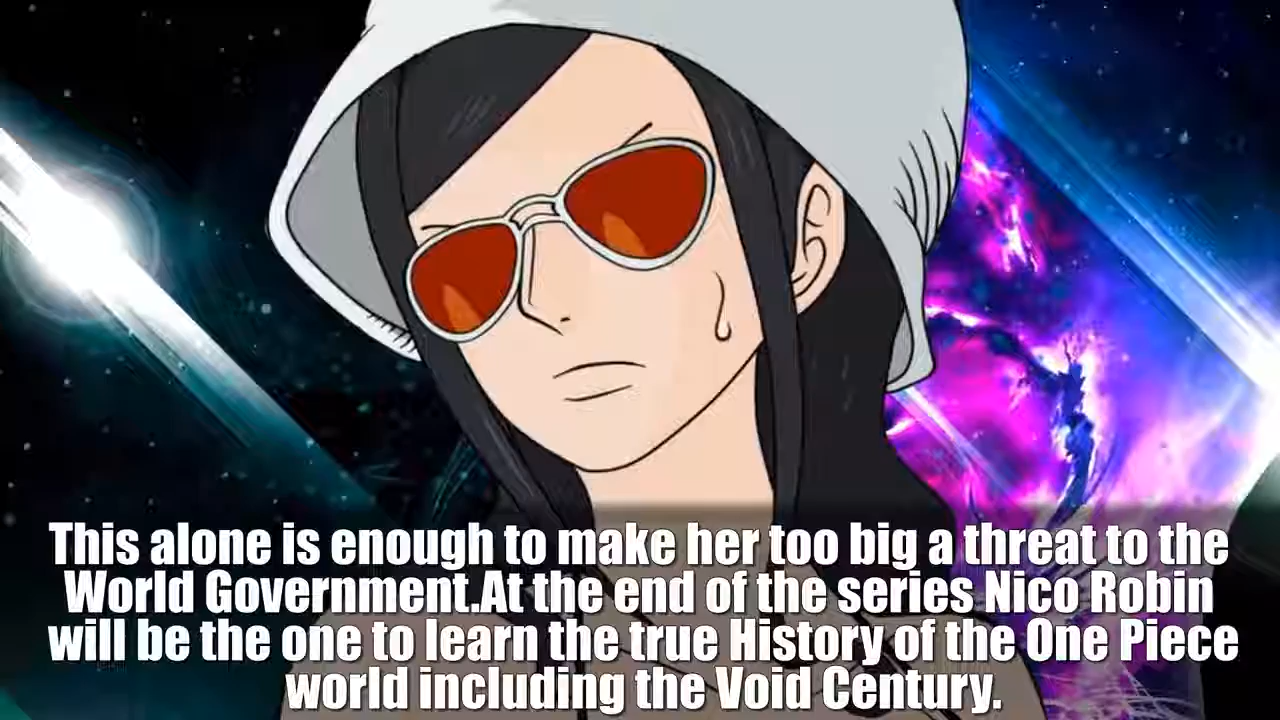 This alone is enough to make her too big a threat to the
World Government.At the end of the series Nico Robin
will be the one to learn the true History of the One Piece
world including the Void Century.